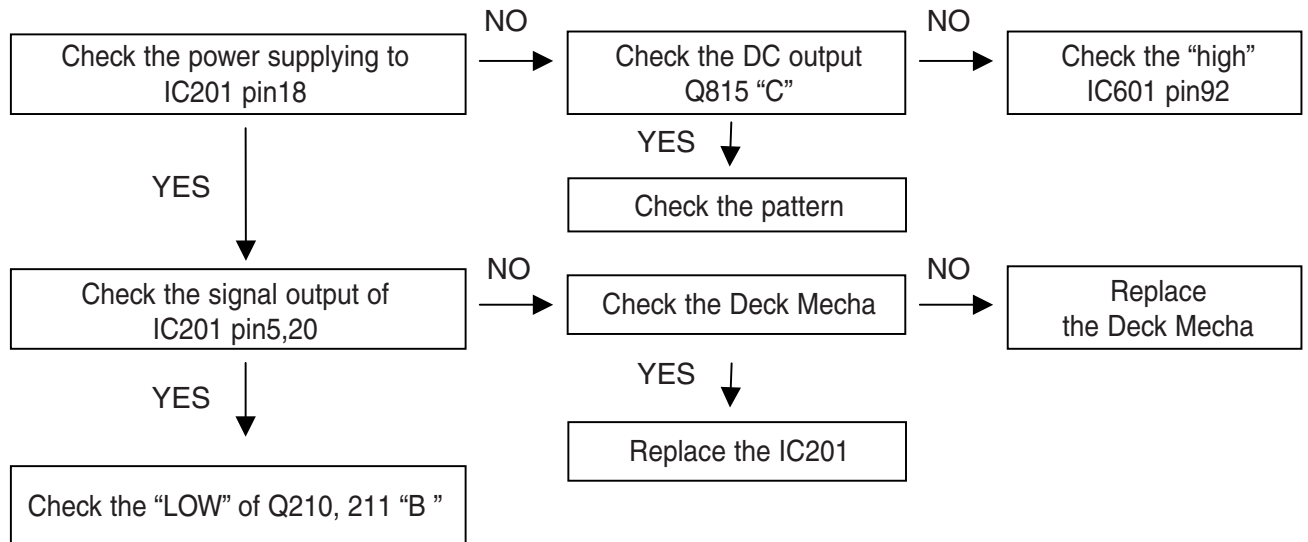 NO
NO
Check the power supplying to
IC201 pin18
Check the DC output
Q815 “C”
Check the “high”
IC601 pin92
YES
YES
Check the pattern
NO
NO
Check the signal output of
IC201 pin5,20
Check the Deck Mecha
Replace
the Deck Mecha
YES
YES
Replace the IC201
Check the “LOW” of Q210, 211 “B ”